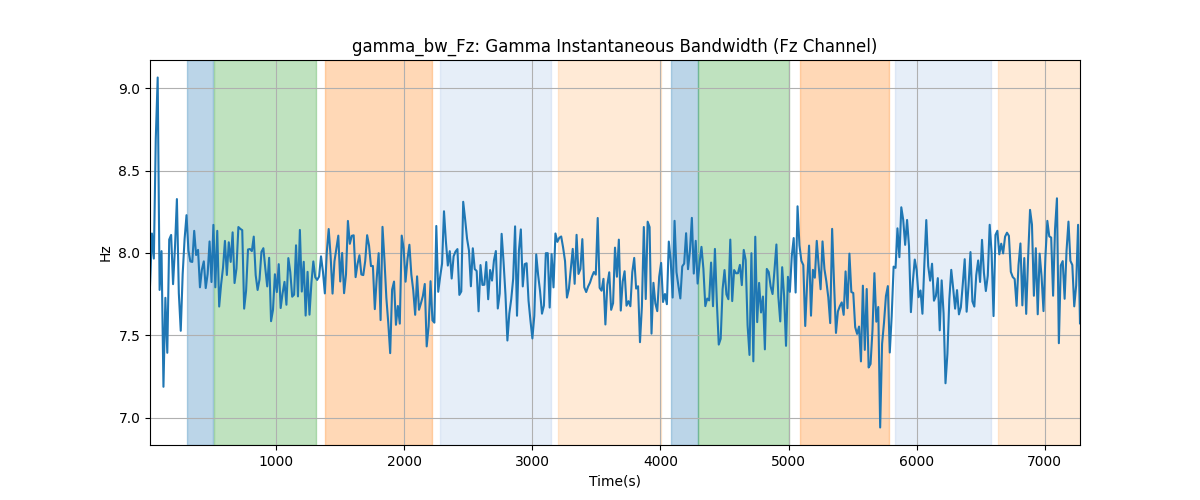 gamma_bw_Fz: Gamma Instantaneous Bandwidth (Fz Channel)
9.0
8.5
8.0
7.5
7.0
Hz
1000 2000 3000 4000 5000 6000 7000
Time(s)